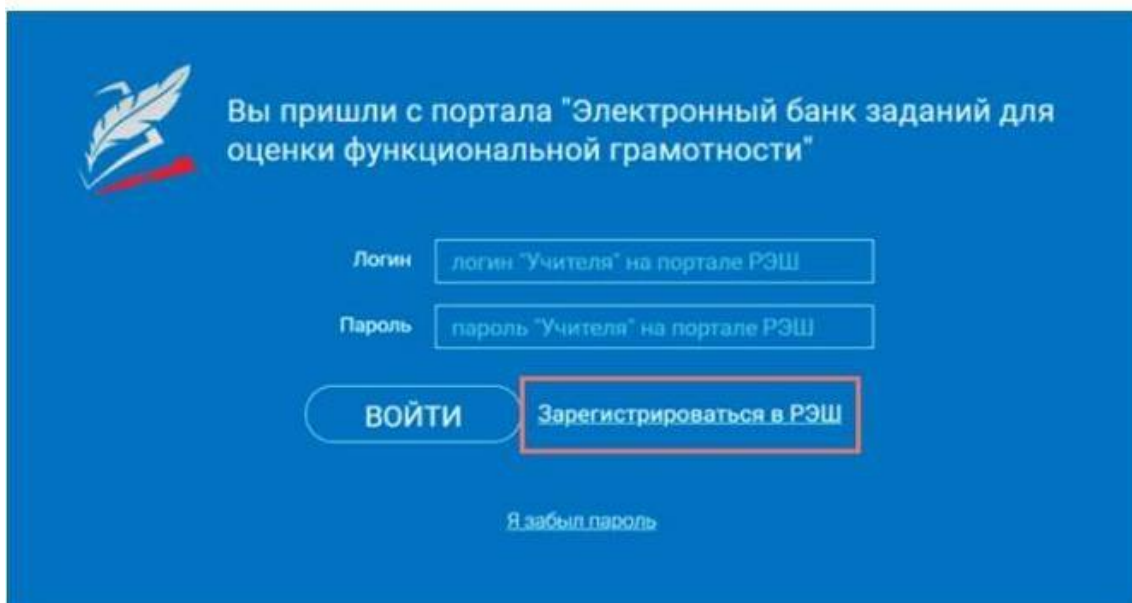 Вы пришли с портала "Электронный банк заданий для
оценки функциональной грамотности"
Логин
логин "Учителя" на портале РЭШ
Пароль
пароль "Учителя" на портале РЭШ
ВОЙТИ
Зарегистрироваться в РЭШ
Я забыл пароль